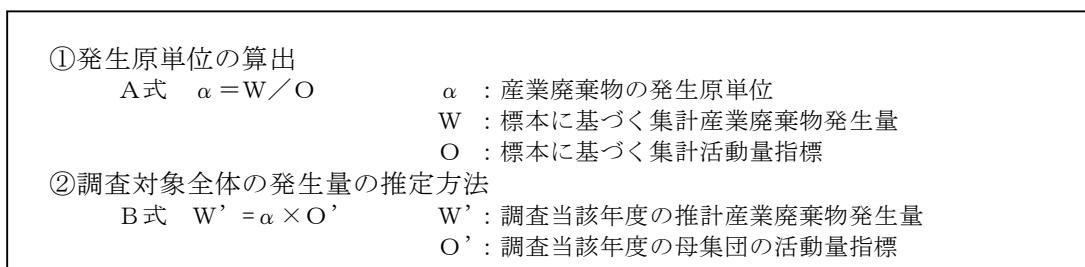 ①発生原単位の算出
A式 α=W/O α :産業廃棄物の発生原単位
W :標本に基づく集計産業廃棄物発生量
O :標本に基づく集計活動量指標
②調査対象全体の発生量の推定方法
B式 W’=α×O’ W’:調査当該年度の推計産業廃棄物発生量
O’:調査当該年度の母集団の活動量指標